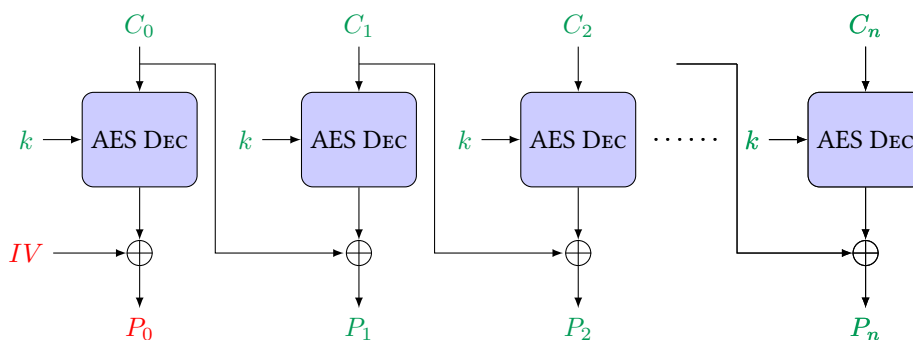 C₀ C₁ C₂ Cₙ
k AES DEC k AES DEC k AES DEC ...... k AES DEC
IV
P₀ P₁ P₂ Pₙ